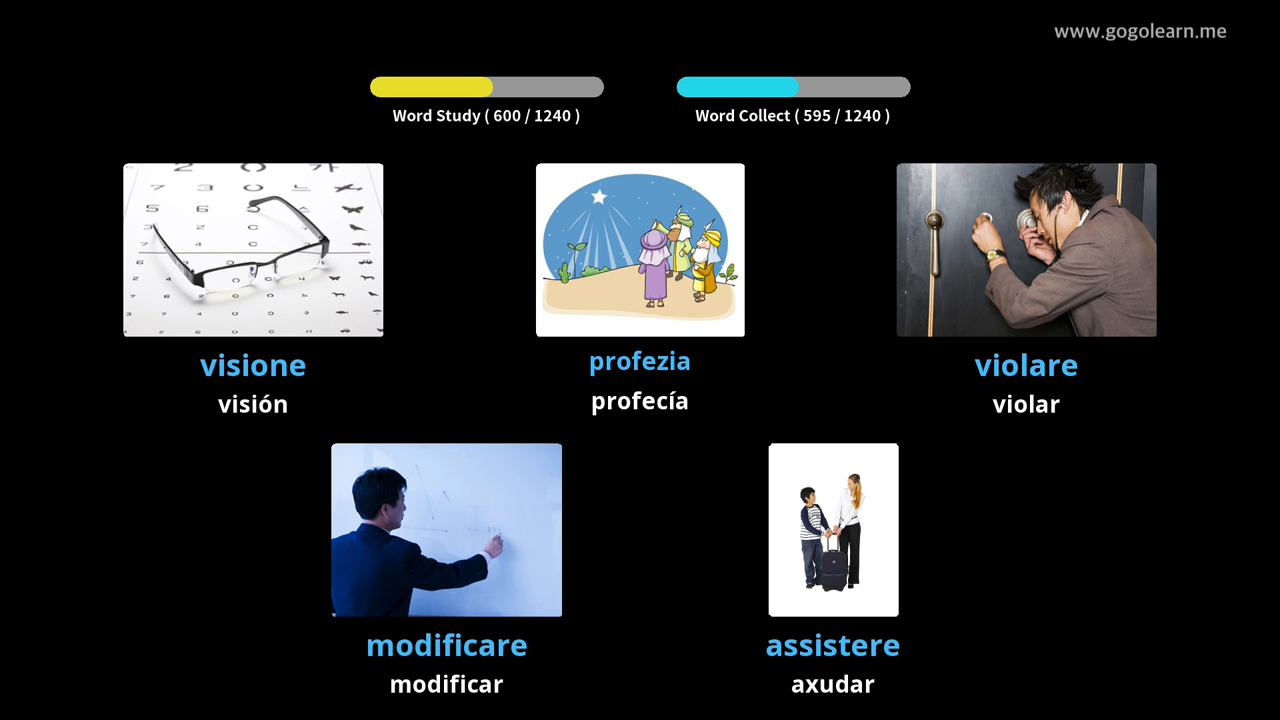 www.gogolearn.me
Word Study ( 600 / 1240 )
Word Collect ( 595 / 1240 )
visione
visión
profezia
profecía
violare
violar
modificare
modificar
assistere
axudar